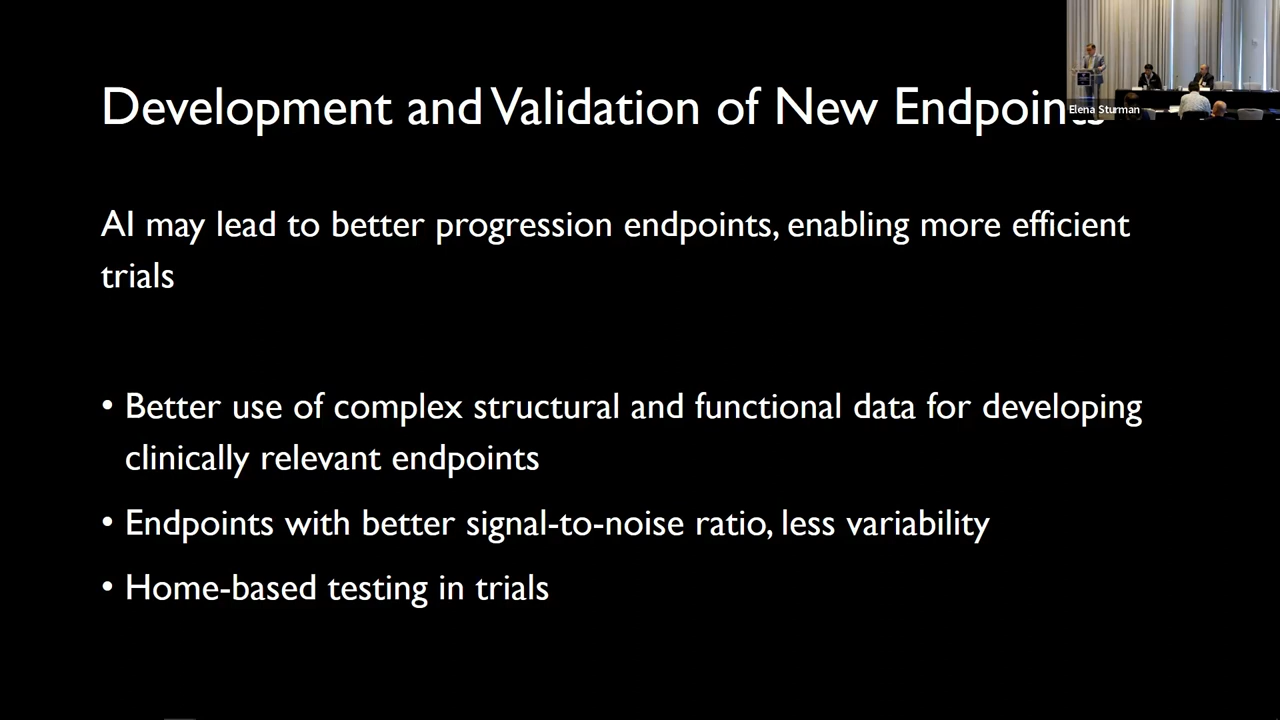 Development and Validation of New Endpoints
Elena Sturman
AI may lead to better progression endpoints, enabling more efficient
trials
• Better use of complex structural and functional data for developing
clinically relevant endpoints
• Endpoints with better signal-to-noise ratio, less variability
• Home-based testing in trials